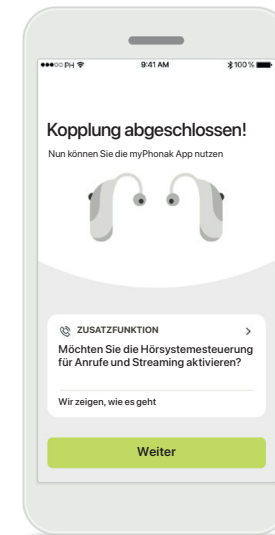 ●●●○○ PH 9:41 AM 100 %
Kopplung abgeschlossen!
Nun können Sie die myPhonak App nutzen
ZUSATZFUNKTION
Möchten Sie die Hörsystemesteuerung
für Anrufe und Streaming aktivieren?
Wir zeigen, wie es geht
Weiter